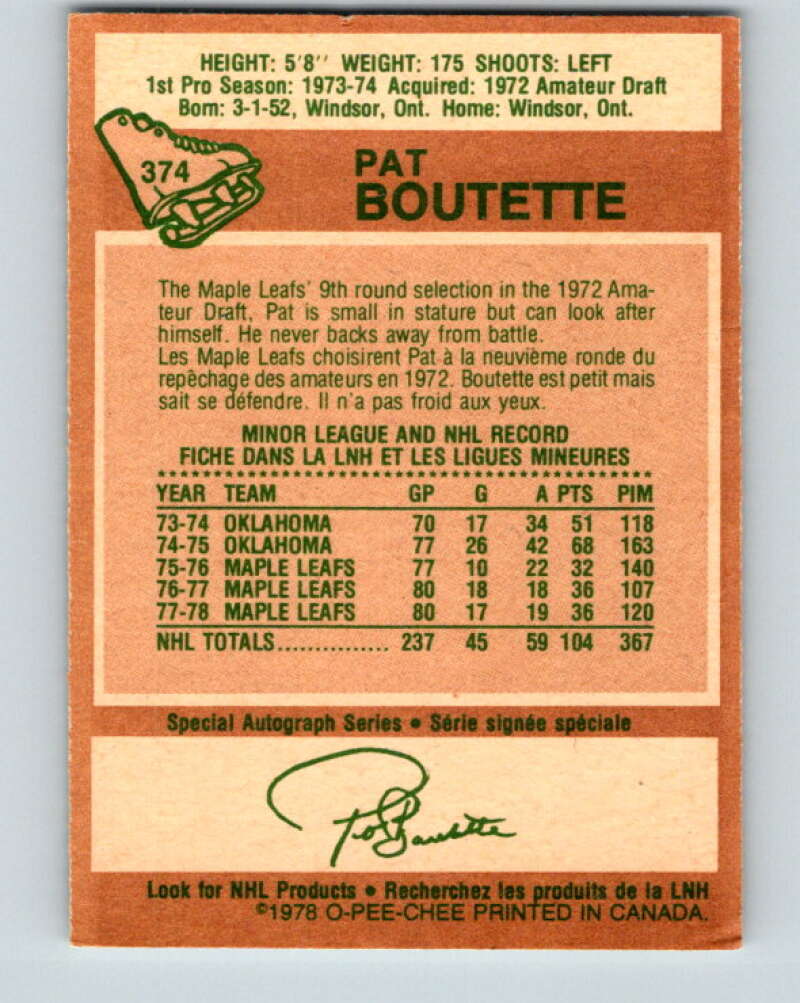 HEIGHT: 5'8'' WEIGHT: 175 SHOOTS: LEFT
1st Pro Season: 1973-74 Acquired: 1972 Amateur Draft
Born: 3-1-52, Windsor, Ont. Home: Windsor, Ont.
374
PAT
BOUTETTE
The Maple Leafs' 9th round selection in the 1972 Ama-
teur Draft, Pat is small in stature but can look after
himself. He never backs away from battle.
Les Maple Leafs choisirent Pat à la neuvième ronde du
repêchage des amateurs en 1972. Boutette est petit mais
sait se défendre. Il n'a pas froid aux yeux.
MINOR LEAGUE AND NHL RECORD
FICHE DANS LA LNH ET LES LIGUES MINEURES
YEAR TEAM GP G A PTS PIM
73-74 OKLAHOMA 70 17 34 51 118
74-75 OKLAHOMA 77 26 42 68 163
75-76 MAPLE LEAFS 77 10 22 32 140
76-77 MAPLE LEAFS 80 18 18 36 107
77-78 MAPLE LEAFS 80 17 19 36 120
NHL TOTALS............... 237 45 59 104 367
Special Autograph Series • Série signée spéciale
Pat Boutette
Look for NHL Products • Recherchez les produits de la LNH
©1978 O-PEE-CHEE PRINTED IN CANADA.